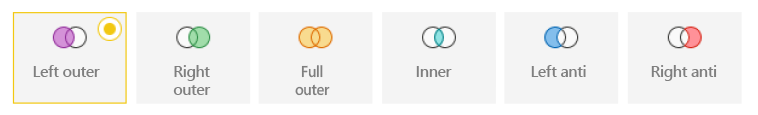 Left outer
Right
outer
Full
outer
Inner
Left anti
Right anti